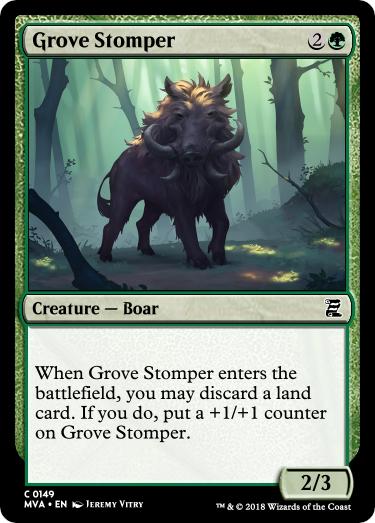 Grove Stomper 2
Creature — Boar
When Grove Stomper enters the
battlefield, you may discard a land
card. If you do, put a +1/+1 counter
on Grove Stomper.
2/3
C 0149
MVA • EN Jeremy Vitry
™ & © 2018 Wizards of the Coast